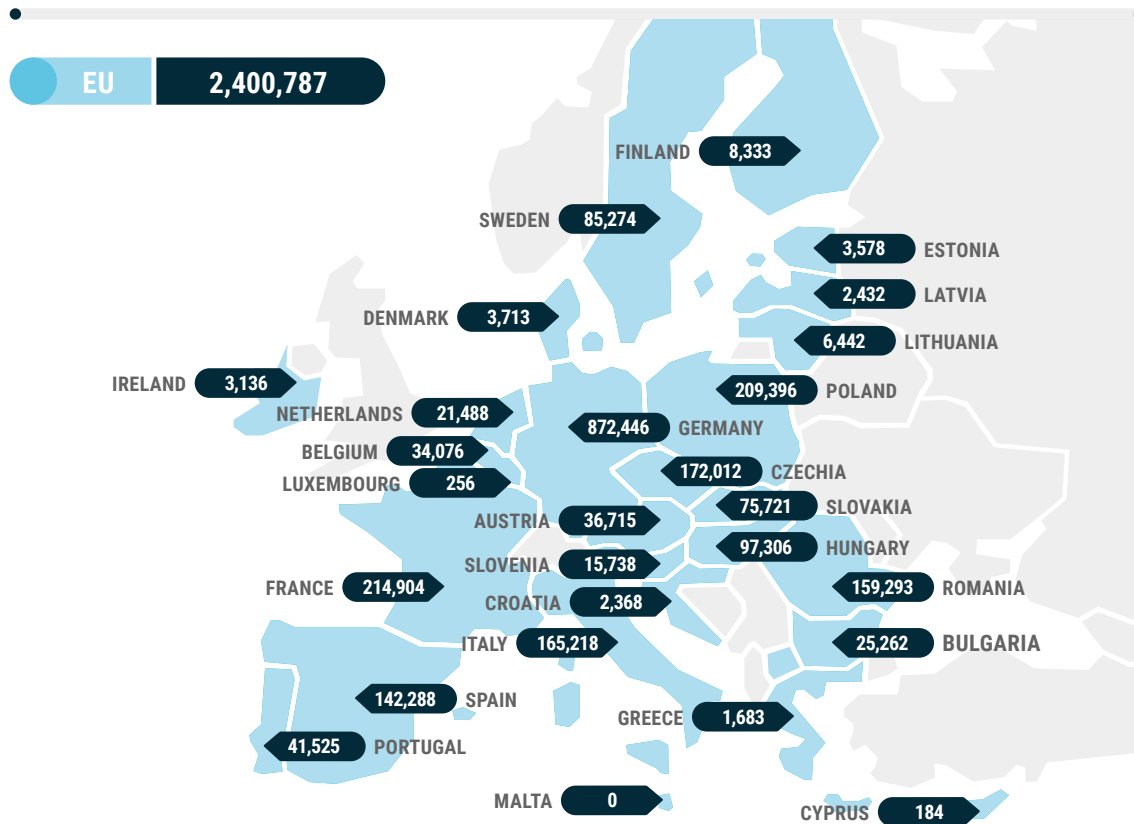 EU 2,400,787
FINLAND 8,333
SWEDEN 85,274
3,578 ESTONIA
2,432 LATVIA
DENMARK 3,713
6,442 LITHUANIA
IRELAND 3,136
209,396 POLAND
NETHERLANDS 21,488
872,446 GERMANY
BELGIUM 34,076
172,012 CZECHIA
LUXEMBOURG 256
75,721 SLOVAKIA
AUSTRIA 36,715
97,306 HUNGARY
SLOVENIA 15,738
FRANCE 214,904
159,293 ROMANIA
CROATIA 2,368
ITALY 165,218
25,262 BULGARIA
142,288 SPAIN
GREECE 1,683
41,525 PORTUGAL
MALTA 0
CYPRUS 184